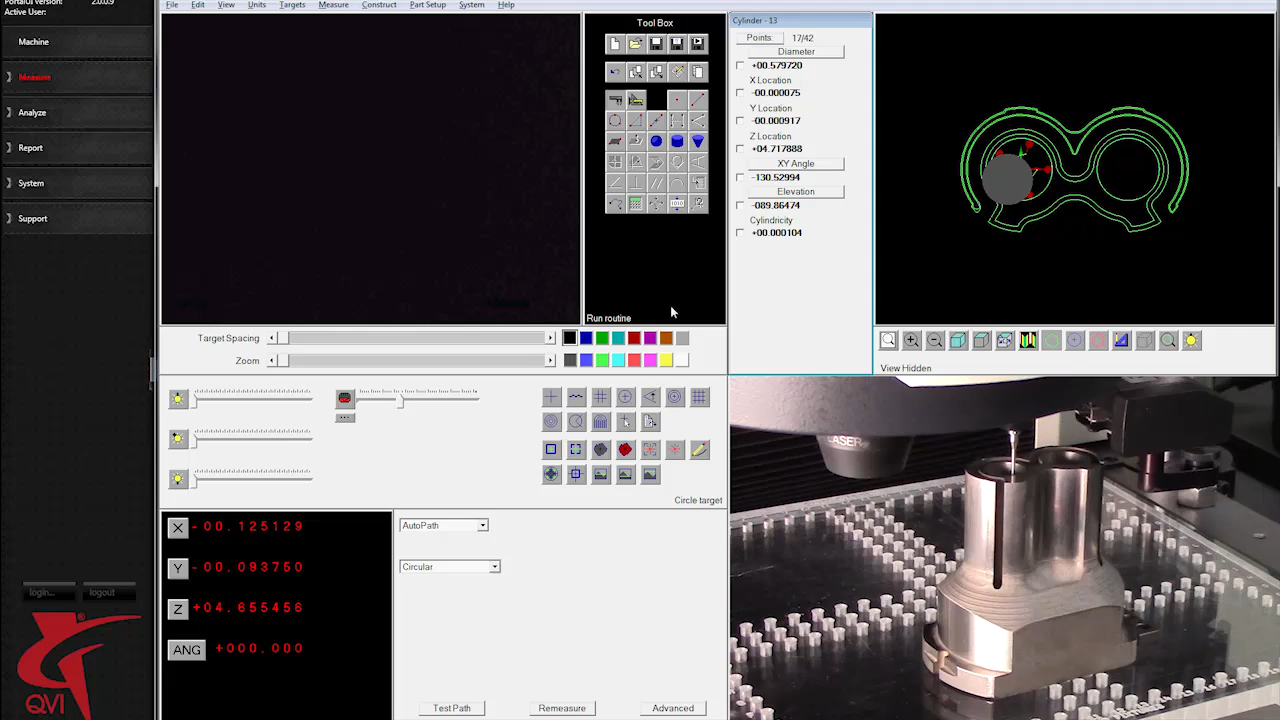 PortalUI Version: 2.0.0.9
Active User:
Machine
Measure
Analyze
Report
System
Support
login...
logout
QVI
®
File Edit View Units Targets Measure Construct Part Setup System Help
Tool Box
Run routine
Target Spacing
Zoom
Circle target
X -00.125129
Y -00.093750
Z +04.655456
ANG +000.000
AutoPath
Circular
Test Path
Remeasure
Advanced
Cylinder - 13
Points: 17/42
Diameter
+00.579720
X Location
-00.000075
Y Location
-00.000917
Z Location
+04.717888
XY Angle
-130.52994
Elevation
-089.86474
Cylindricity
+00.000104
View Hidden
LASER